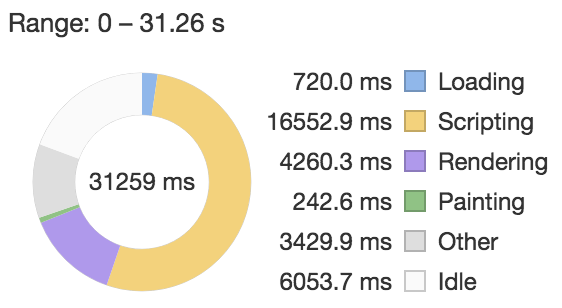 Range: 0 – 31.26 s
31259 ms
720.0 ms Loading
16552.9 ms Scripting
4260.3 ms Rendering
242.6 ms Painting
3429.9 ms Other
6053.7 ms Idle